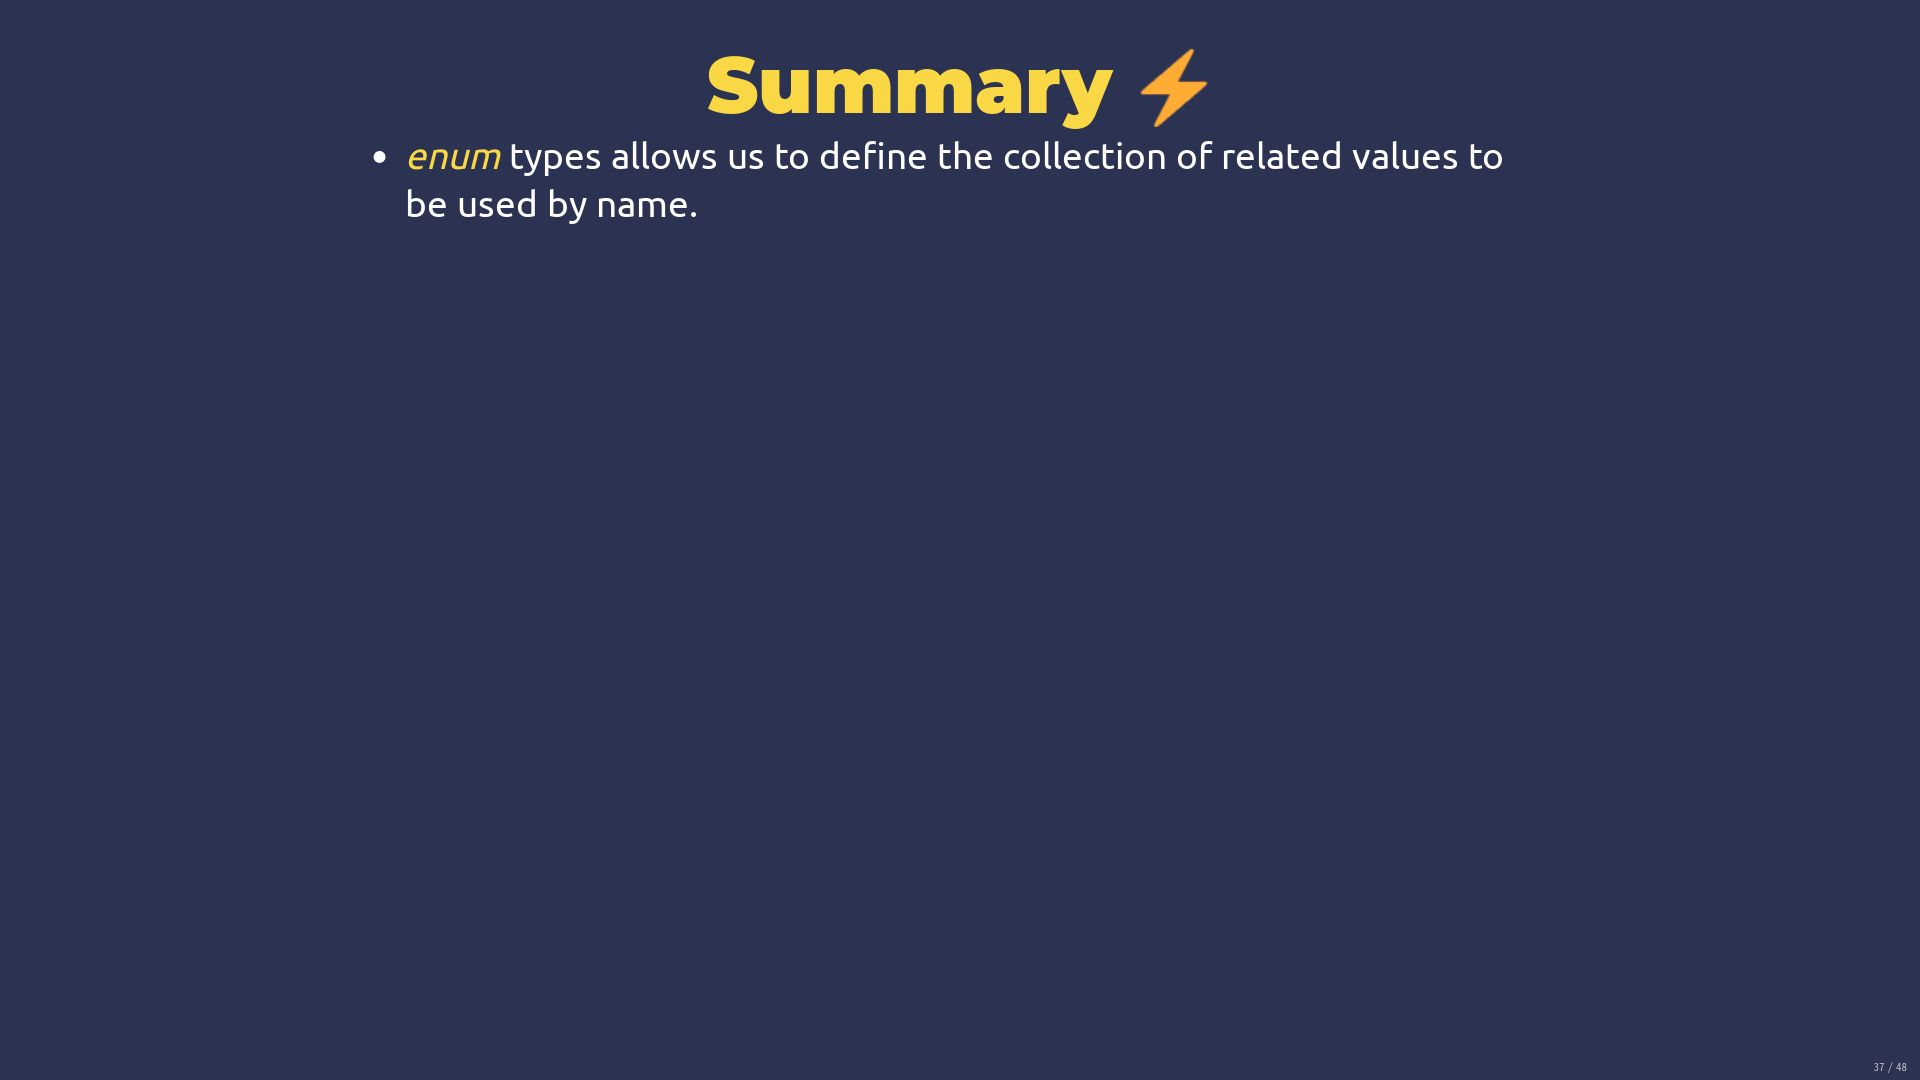 Summary ⚡
• enum types allows us to define the collection of related values to
be used by name.
37 / 48